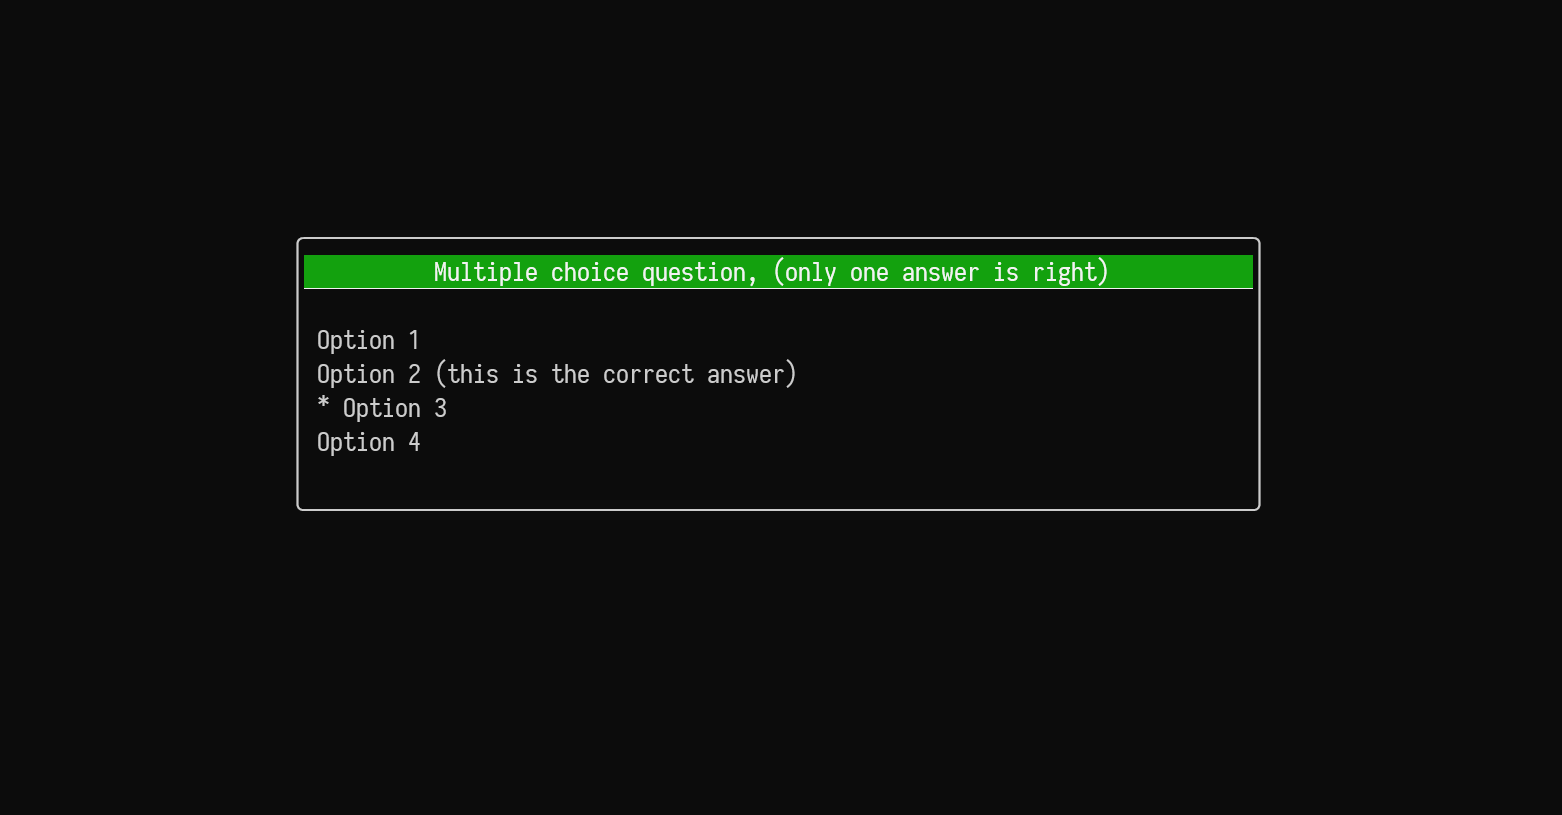 Multiple choice question, (only one answer is right)
Option 1
Option 2 (this is the correct answer)
* Option 3
Option 4